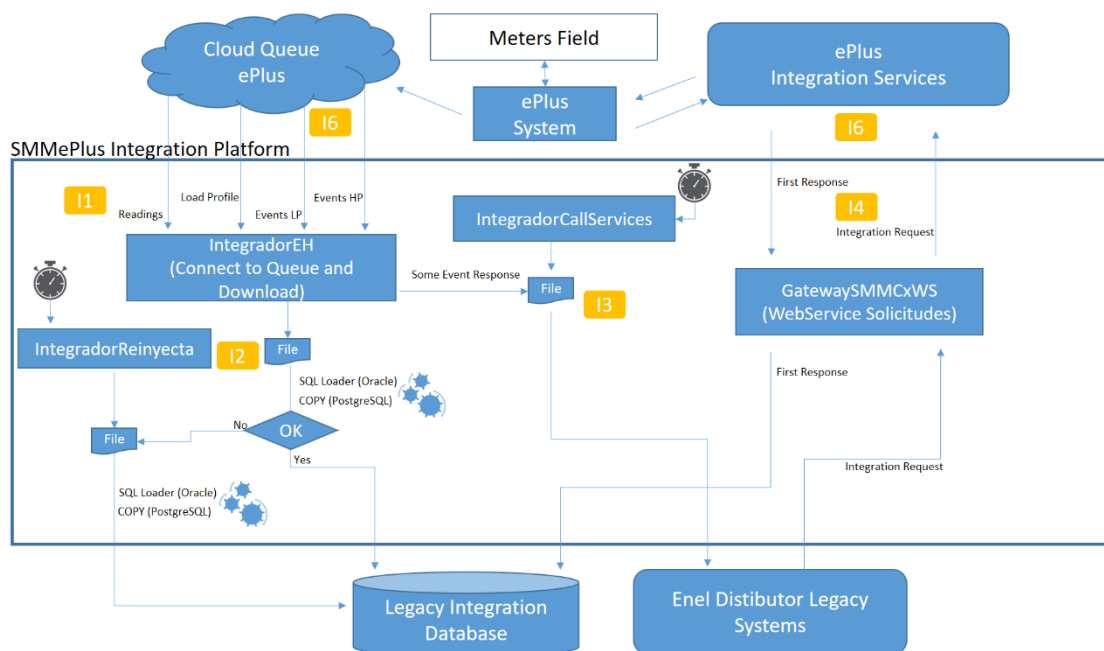 Cloud Queue
ePlus
Meters Field
ePlus
Integration Services
ePlus
System
I6
I6
SMMePlus Integration Platform
I1
Readings
Load Profile
Events LP
Events HP
First Response
I4
Integration Request
IntegradorCallServices
IntegradorEH
(Connect to Queue and
Download)
Some Event Response
File
I3
GatewaySMMCxWS
(WebService Solicitudes)
IntegradorReinyecta
I2
File
SQL Loader (Oracle)
COPY (PostgreSQL)
First Response
File
No
OK
Yes
Integration Request
SQL Loader (Oracle)
COPY (PostgreSQL)
Legacy Integration
Database
Enel Distibutor Legacy
Systems